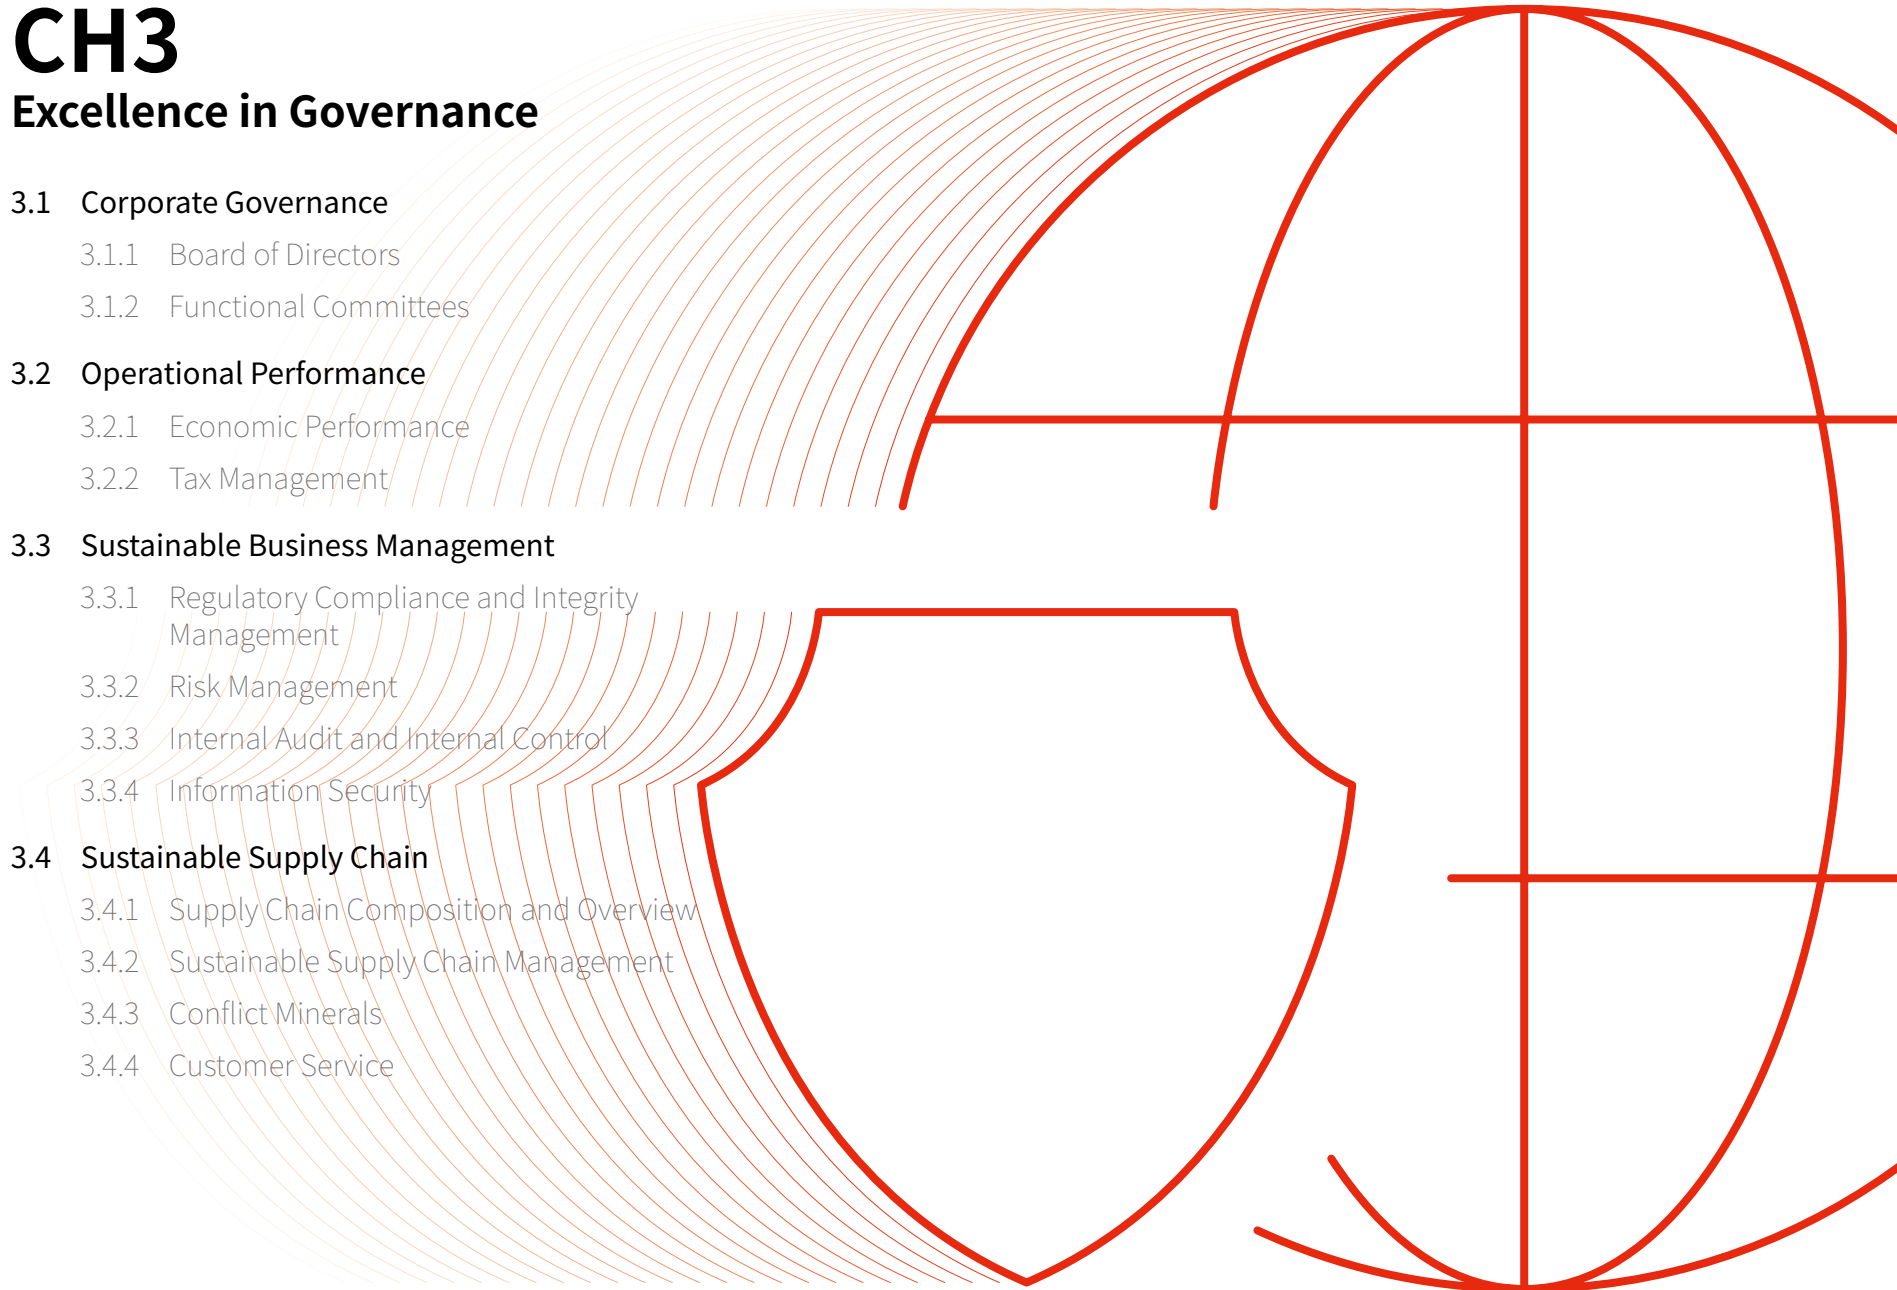 CH3
Excellence in Governance
3.1 Corporate Governance
3.1.1 Board of Directors
3.1.2 Functional Committees
3.2 Operational Performance
3.2.1 Economic Performance
3.2.2 Tax Management
3.3 Sustainable Business Management
3.3.1 Regulatory Compliance and Integrity
Management
3.3.2 Risk Management
3.3.3 Internal Audit and Internal Control
3.3.4 Information Security
3.4 Sustainable Supply Chain
3.4.1 Supply Chain Composition and Overview
3.4.2 Sustainable Supply Chain Management
3.4.3 Conflict Minerals
3.4.4 Customer Service